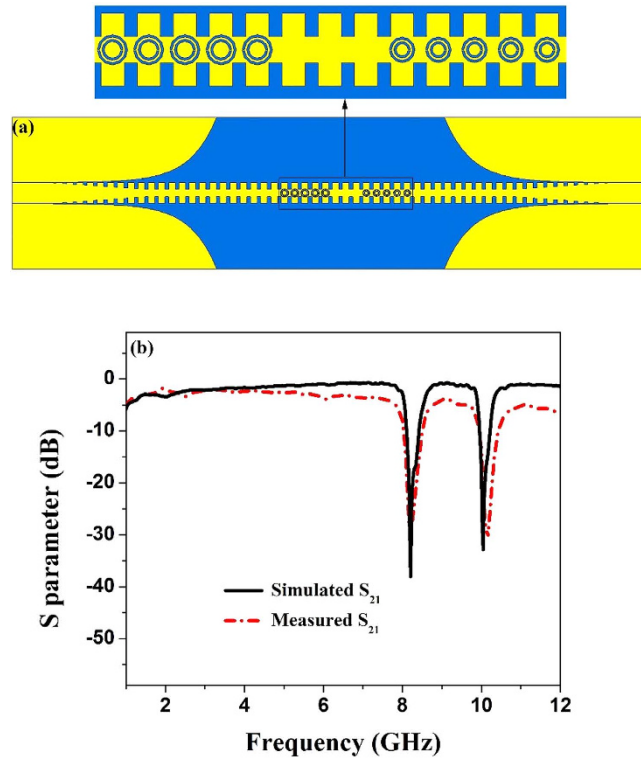 (a)
(b)
0
-10
-20
-30
-40
-50
S parameter (dB)
Simulated S21
Measured S21
2 4 6 8 10 12
Frequency (GHz)